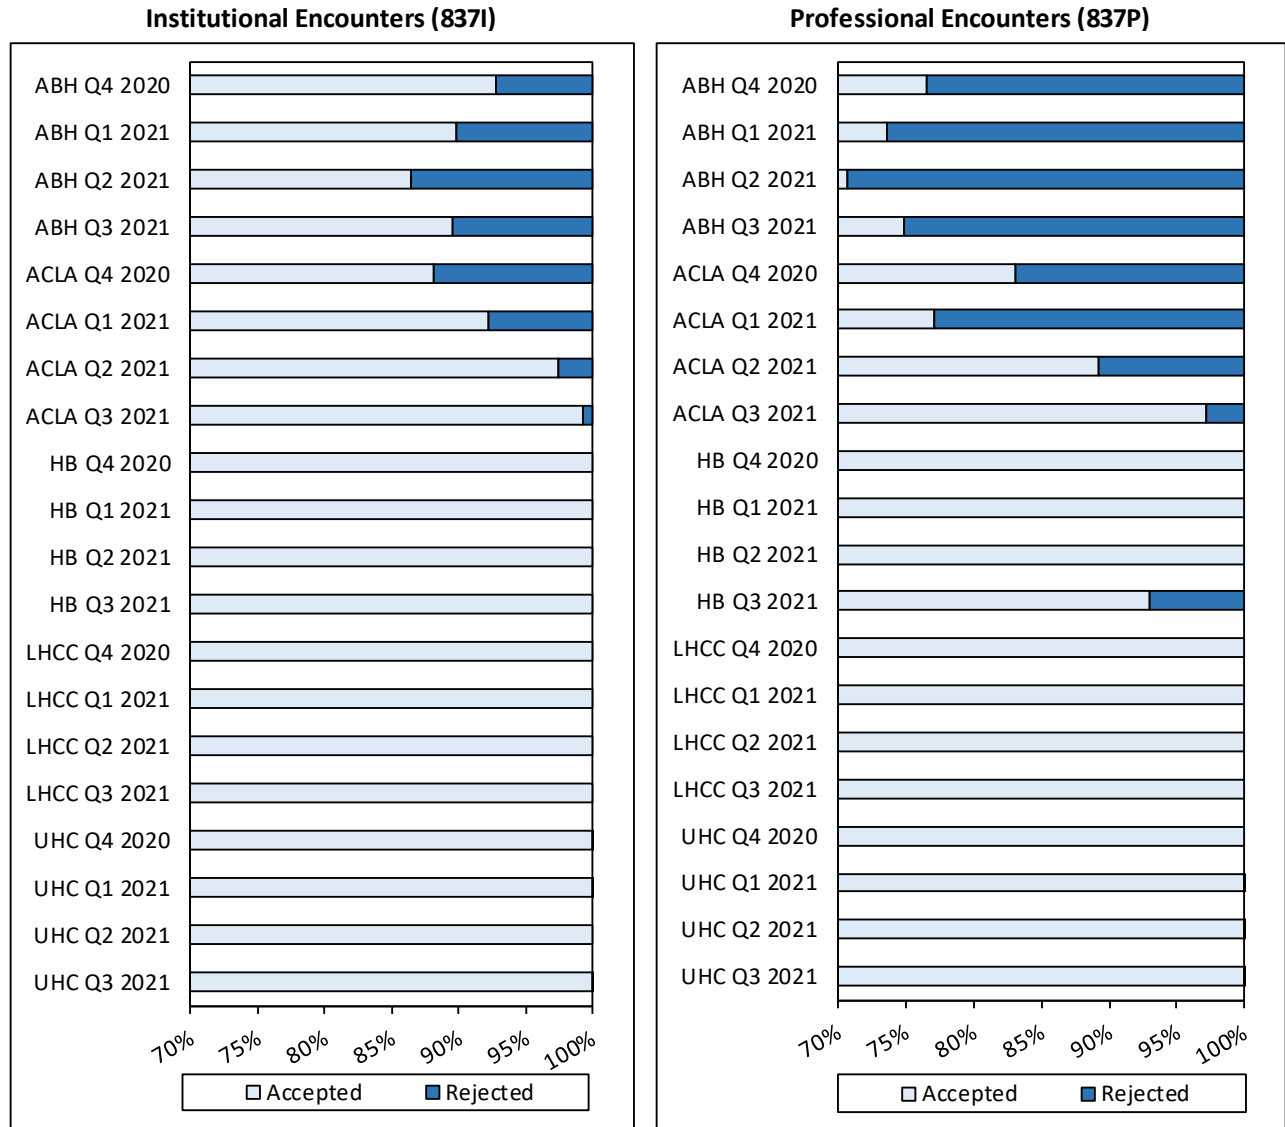 Institutional Encounters (837I)
ABH Q4 2020
ABH Q1 2021
ABH Q2 2021
ABH Q3 2021
ACLA Q4 2020
ACLA Q1 2021
ACLA Q2 2021
ACLA Q3 2021
HB Q4 2020
HB Q1 2021
HB Q2 2021
HB Q3 2021
LHCC Q4 2020
LHCC Q1 2021
LHCC Q2 2021
LHCC Q3 2021
UHC Q4 2020
UHC Q1 2021
UHC Q2 2021
UHC Q3 2021
70% 75% 80% 85% 90% 95% 100%
Accepted Rejected
Professional Encounters (837P)
ABH Q4 2020
ABH Q1 2021
ABH Q2 2021
ABH Q3 2021
ACLA Q4 2020
ACLA Q1 2021
ACLA Q2 2021
ACLA Q3 2021
HB Q4 2020
HB Q1 2021
HB Q2 2021
HB Q3 2021
LHCC Q4 2020
LHCC Q1 2021
LHCC Q2 2021
LHCC Q3 2021
UHC Q4 2020
UHC Q1 2021
UHC Q2 2021
UHC Q3 2021
70% 75% 80% 85% 90% 95% 100%
Accepted Rejected